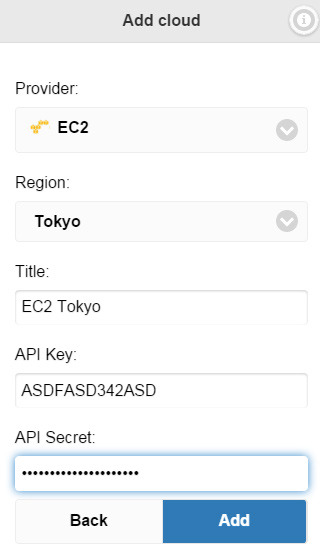 Add cloud
Provider:
EC2
Region:
Tokyo
Title:
EC2 Tokyo
API Key:
ASDFASD342ASD
API Secret:
•••••••••••••••••••••
Back
Add